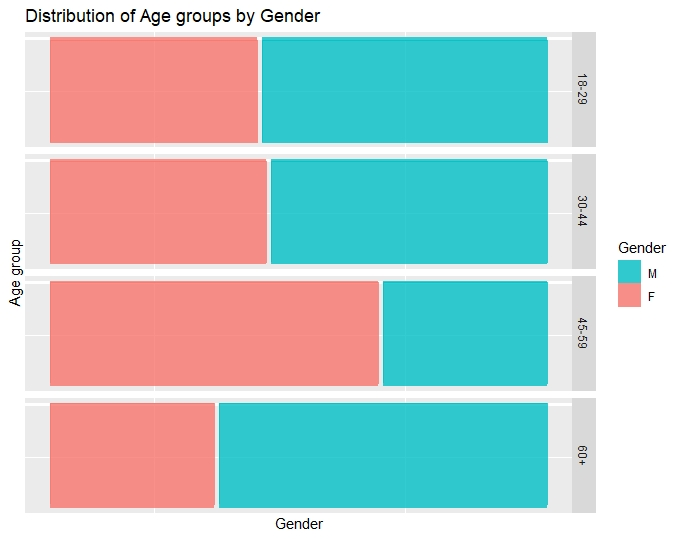 Distribution of Age groups by Gender
18-29
30-44
45-59
60+
Age group
Gender
Gender
M
F